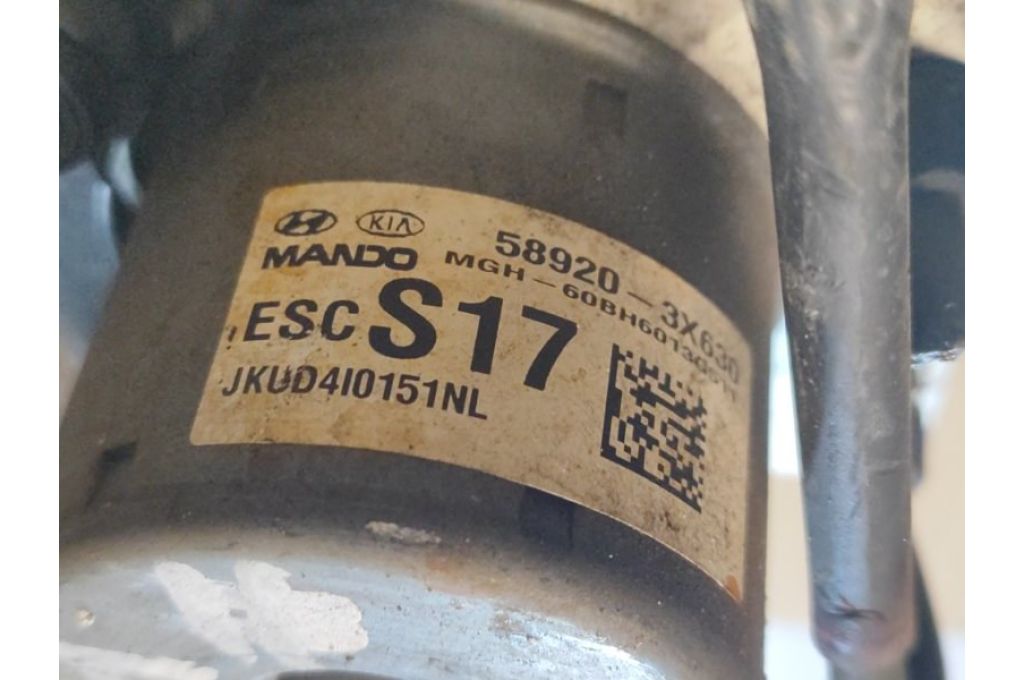 KIA
MANDO
58920-3X630
ESC S17
JKUD4I0151NL